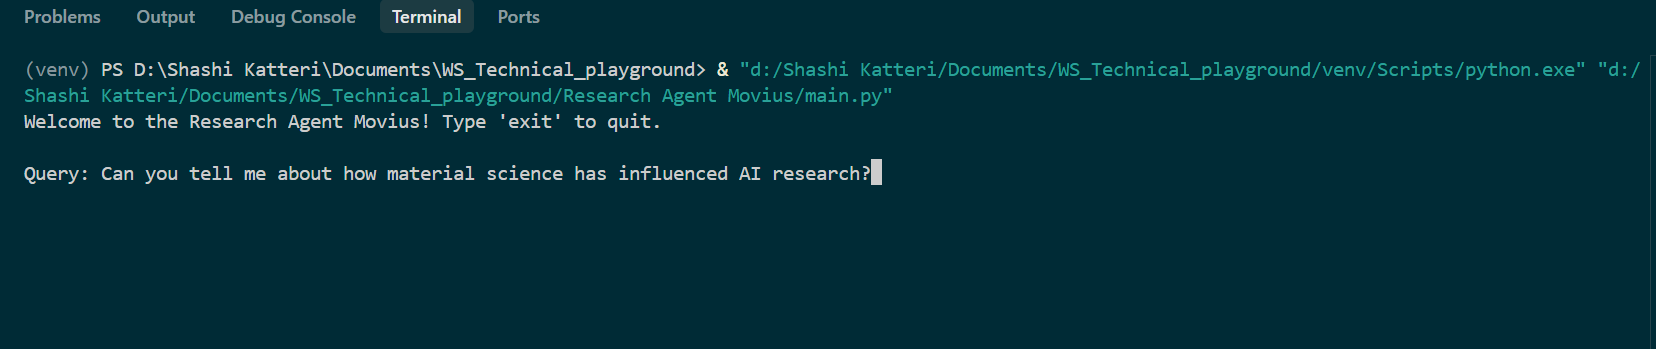 Problems Output Debug Console Terminal Ports
(venv) PS D:\Shashi Katteri\Documents\WS_Technical_playground> & "d:/Shashi Katteri/Documents/WS_Technical_playground/venv/Scripts/python.exe" "d:/
Shashi Katteri/Documents/WS_Technical_playground/Research Agent Movius/main.py"
Welcome to the Research Agent Movius! Type 'exit' to quit.
Query: Can you tell me about how material science has influenced AI research?